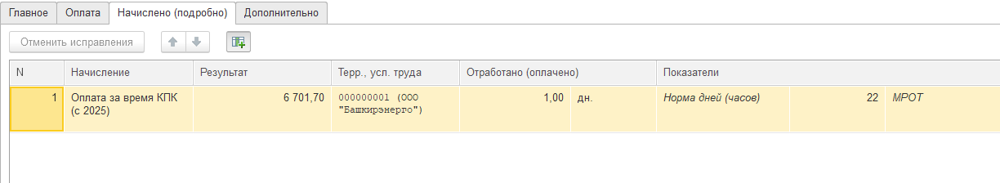 Главное Оплата Начислено (подробно) Дополнительно
Отменить исправления
N Начисление Результат Терр., усл. труда Отработано (оплачено) Показатели
1 Оплата за время КПК 6 701,70 000000001 (ООО 1,00 дн. Норма дней (часов) 22 МРОТ
(с 2025) "Башкирэнерго")